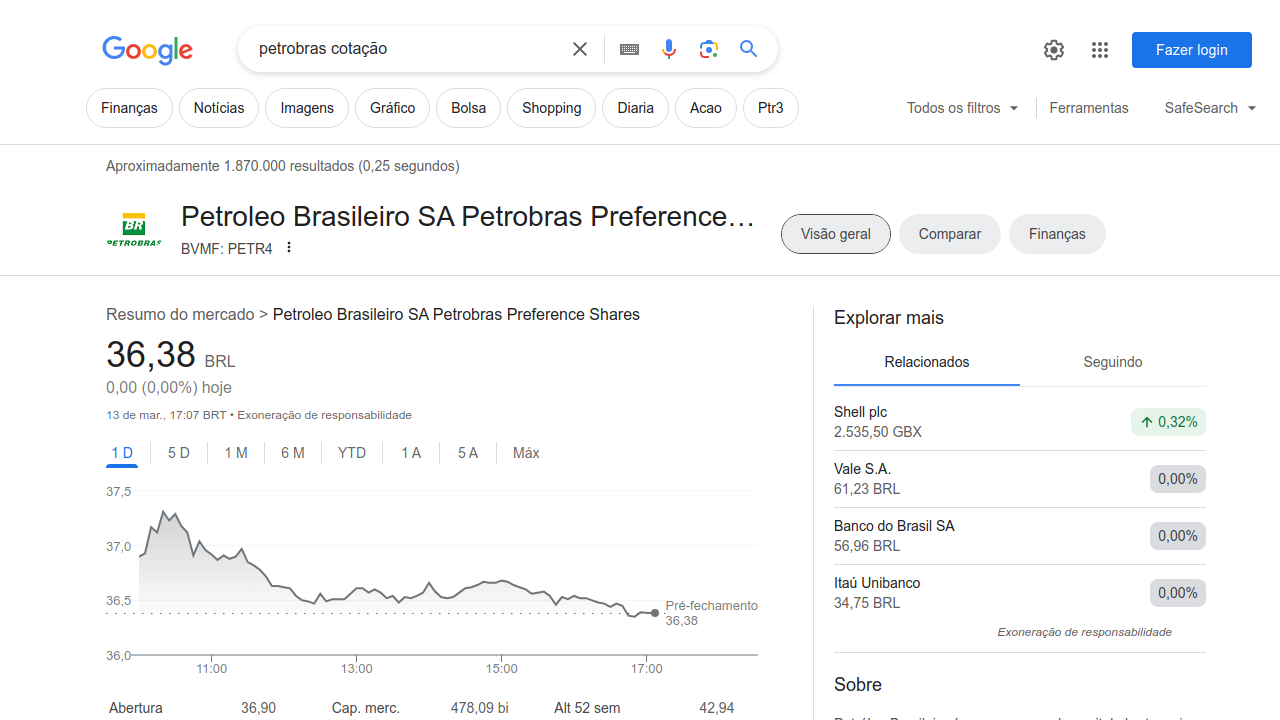 Google
petrobras cotação
Fazer login
Finanças
Notícias
Imagens
Gráfico
Bolsa
Shopping
Diaria
Acao
Ptr3
Todos os filtros
Ferramentas
SafeSearch
Aproximadamente 1.870.000 resultados (0,25 segundos)
BR
PETROBRAS
Petroleo Brasileiro SA Petrobras Preference…
BVMF: PETR4
Visão geral
Comparar
Finanças
Resumo do mercado > Petroleo Brasileiro SA Petrobras Preference Shares
36,38 BRL
0,00 (0,00%) hoje
13 de mar., 17:07 BRT • Exoneração de responsabilidade
1 D
5 D
1 M
6 M
YTD
1 A
5 A
Máx
37,5
37,0
36,5
36,0
Pré-fechamento
36,38
11:00
13:00
15:00
17:00
Abertura 36,90
Cap. merc. 478,09 bi
Alt 52 sem 42,94
Explorar mais
Relacionados
Seguindo
Shell plc
2.535,50 GBX
0,32%
Vale S.A.
61,23 BRL
0,00%
Banco do Brasil SA
56,96 BRL
0,00%
Itaú Unibanco
34,75 BRL
0,00%
Exoneração de responsabilidade
Sobre